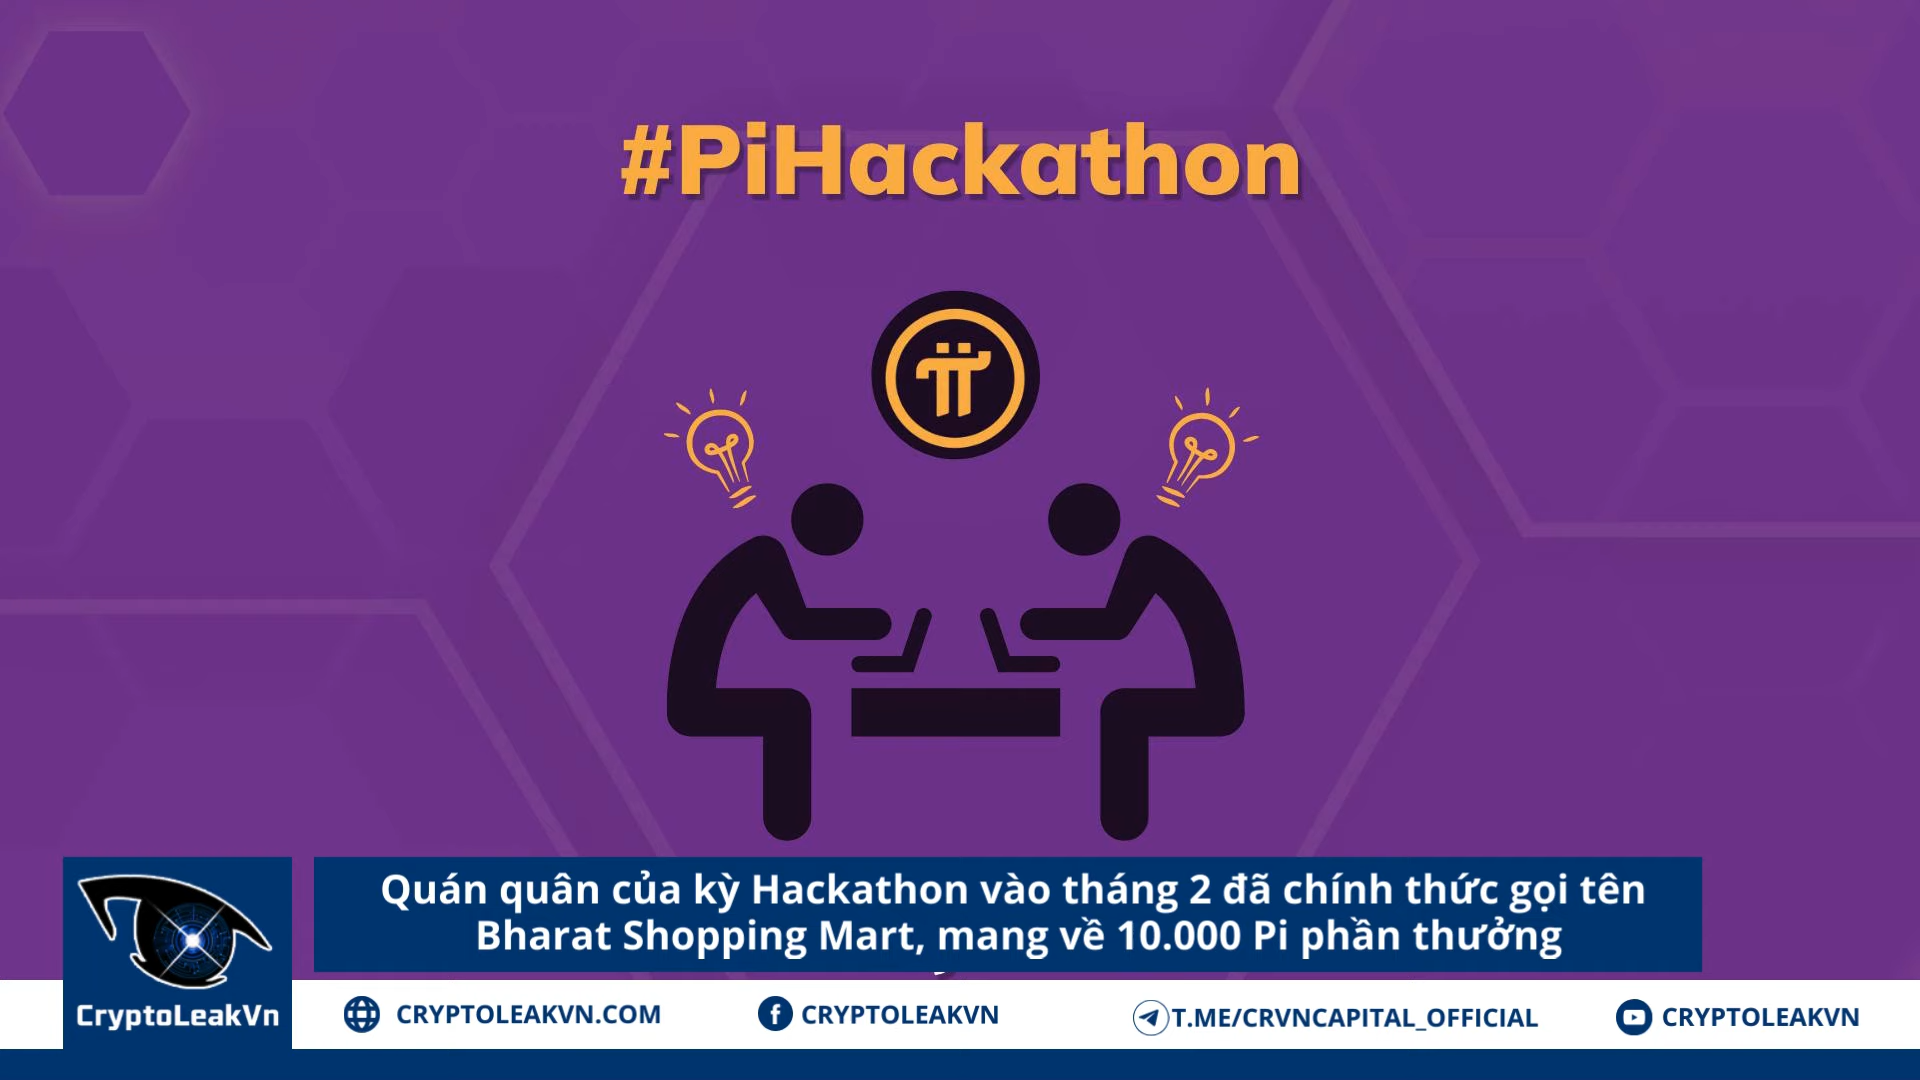 #PiHackathon
Quán quân của kỳ Hackathon vào tháng 2 đã chính thức gọi tên
Bharat Shopping Mart, mang về 10.000 Pi phần thưởng
CryptoLeakVn
CRYPTOLEAKVN.COM
CRYPTOLEAKVN
T.ME/CRVNCAPITAL_OFFICIAL
CRYPTOLEAKVN